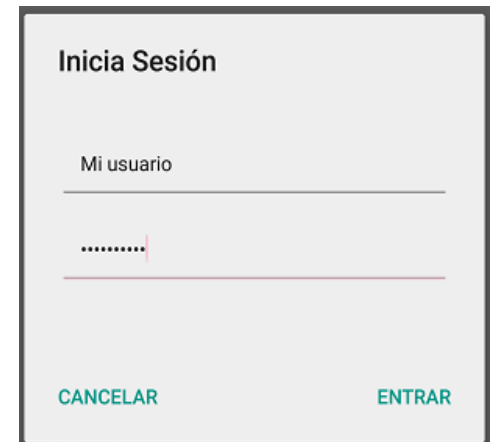 Inicia Sesión
Mi usuario
••••••••••
CANCELAR ENTRAR